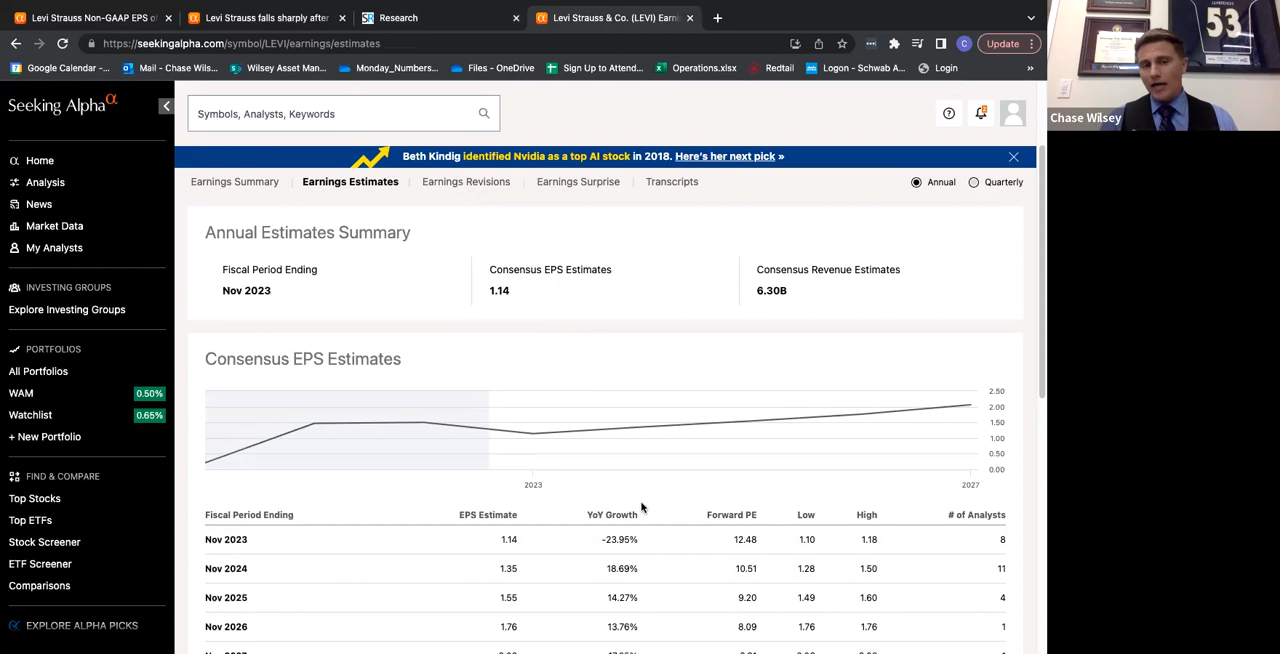 Levi Strauss Non-GAAP EPS of
Levi Strauss falls sharply after
SR Research
Levi Strauss & Co. (LEVI) Earni
https://seekingalpha.com/symbol/LEVI/earnings/estimates
C
Update
Google Calendar -...
Mail - Chase Wils...
Wilsey Asset Man...
Monday,
Files - OneDrive
Sign Up to Attend...
Operations.xlsx
Redtail
Logon - Schwab A...
Login
»
53
Chase Wilsey
Seeking Alpha α
Symbols, Analysts, Keywords
Beth Kindig identified Nvidia as a top AI stock in 2018. Here's her next pick »
Home
Analysis
News
Market Data
My Analysts
INVESTING GROUPS
Explore Investing Groups
PORTFOLIOS
All Portfolios
WAM 0.50%
Watchlist 0.65%
+ New Portfolio
FIND & COMPARE
Top Stocks
Top ETFs
Stock Screener
ETF Screener
Comparisons
EXPLORE ALPHA PICKS
Earnings Summary
Earnings Estimates
Earnings Revisions
Earnings Surprise
Transcripts
Annual
Quarterly
Annual Estimates Summary
Fiscal Period Ending
Nov 2023
Consensus EPS Estimates
1.14
Consensus Revenue Estimates
6.30B
Consensus EPS Estimates
2.50
2.00
1.50
1.00
0.50
0.00
2023 2027
Fiscal Period Ending EPS Estimate YoY Growth Forward PE Low High # of Analysts
Nov 2023 1.14 -23.95% 12.48 1.10 1.18 8
Nov 2024 1.35 18.69% 10.51 1.28 1.50 11
Nov 2025 1.55 14.27% 9.20 1.49 1.60 4
Nov 2026 1.76 13.76% 8.09 1.76 1.76 1